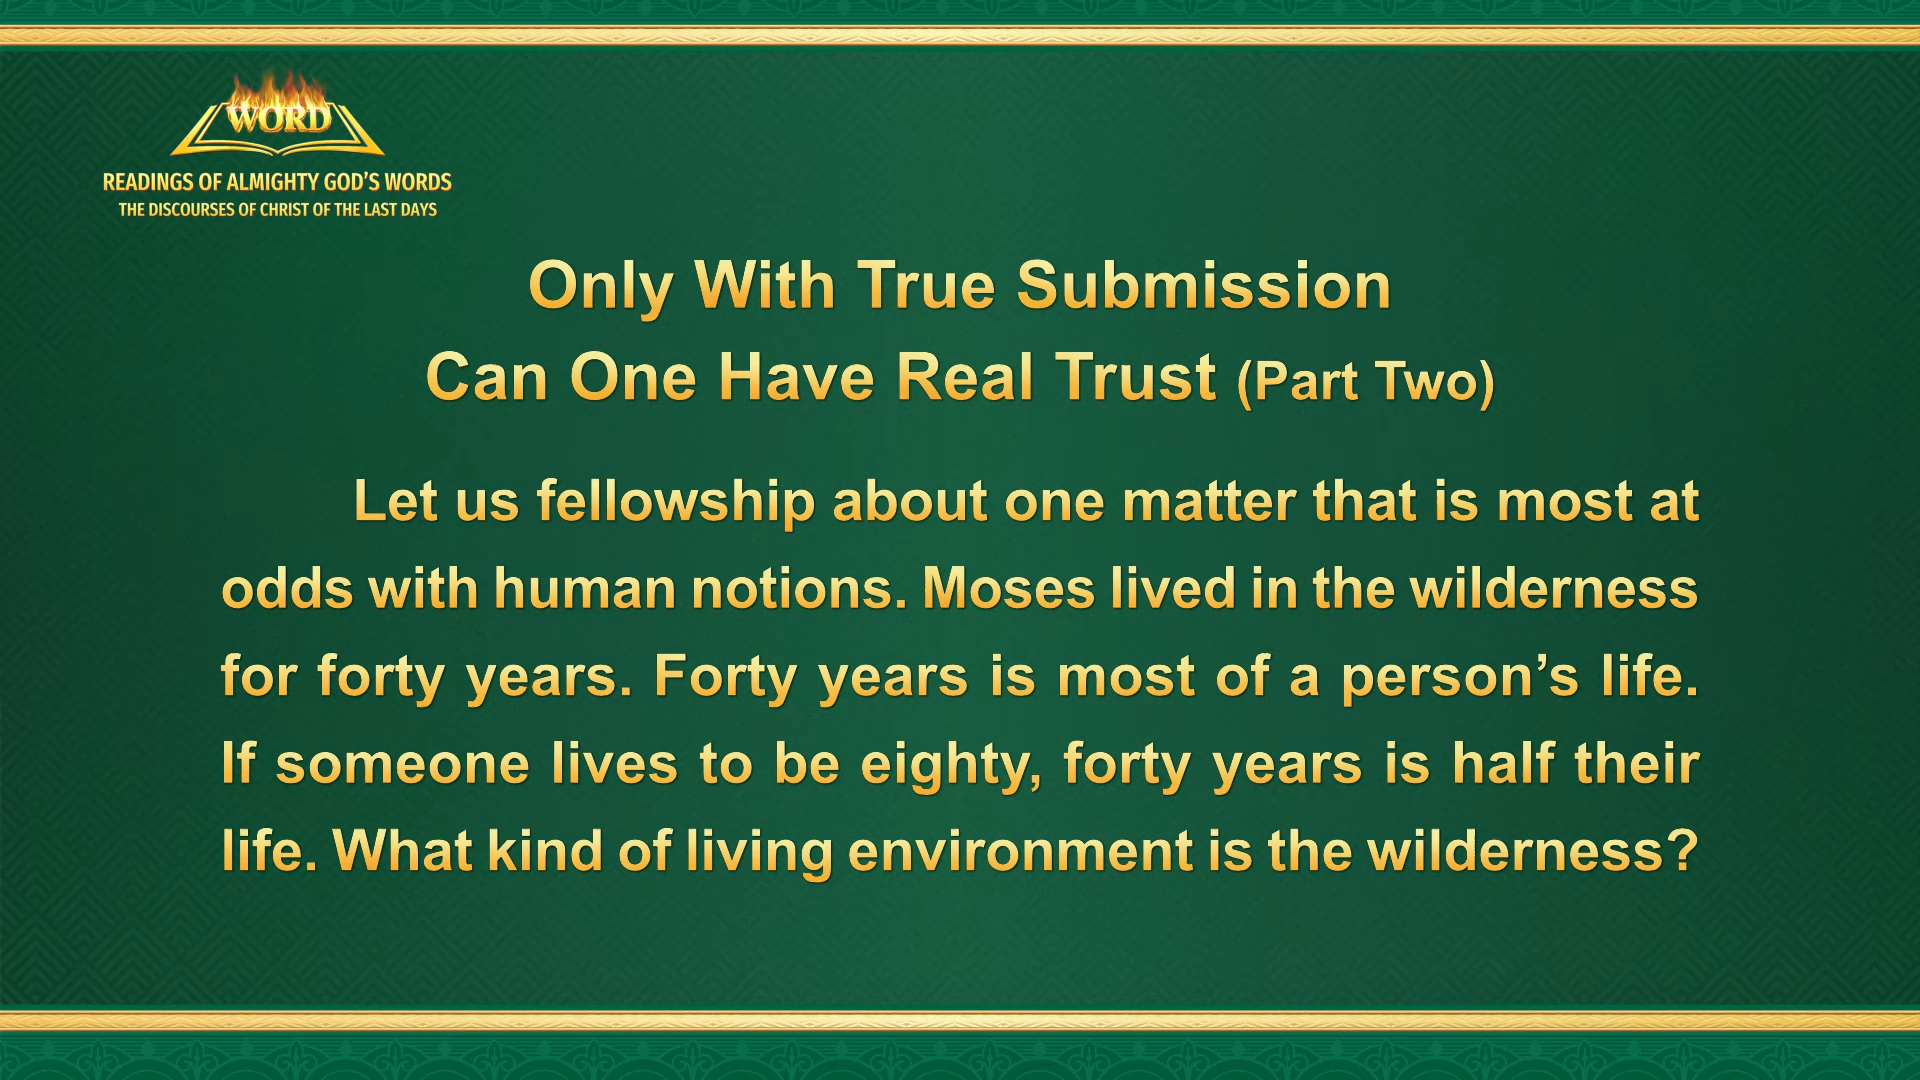 WORD
READINGS OF ALMIGHTY GOD'S WORDS
THE DISCOURSES OF CHRIST OF THE LAST DAYS
Only With True Submission
Can One Have Real Trust (Part Two)
Let us fellowship about one matter that is most at
odds with human notions. Moses lived in the wilderness
for forty years. Forty years is most of a person’s life.
If someone lives to be eighty, forty years is half their
life. What kind of living environment is the wilderness?